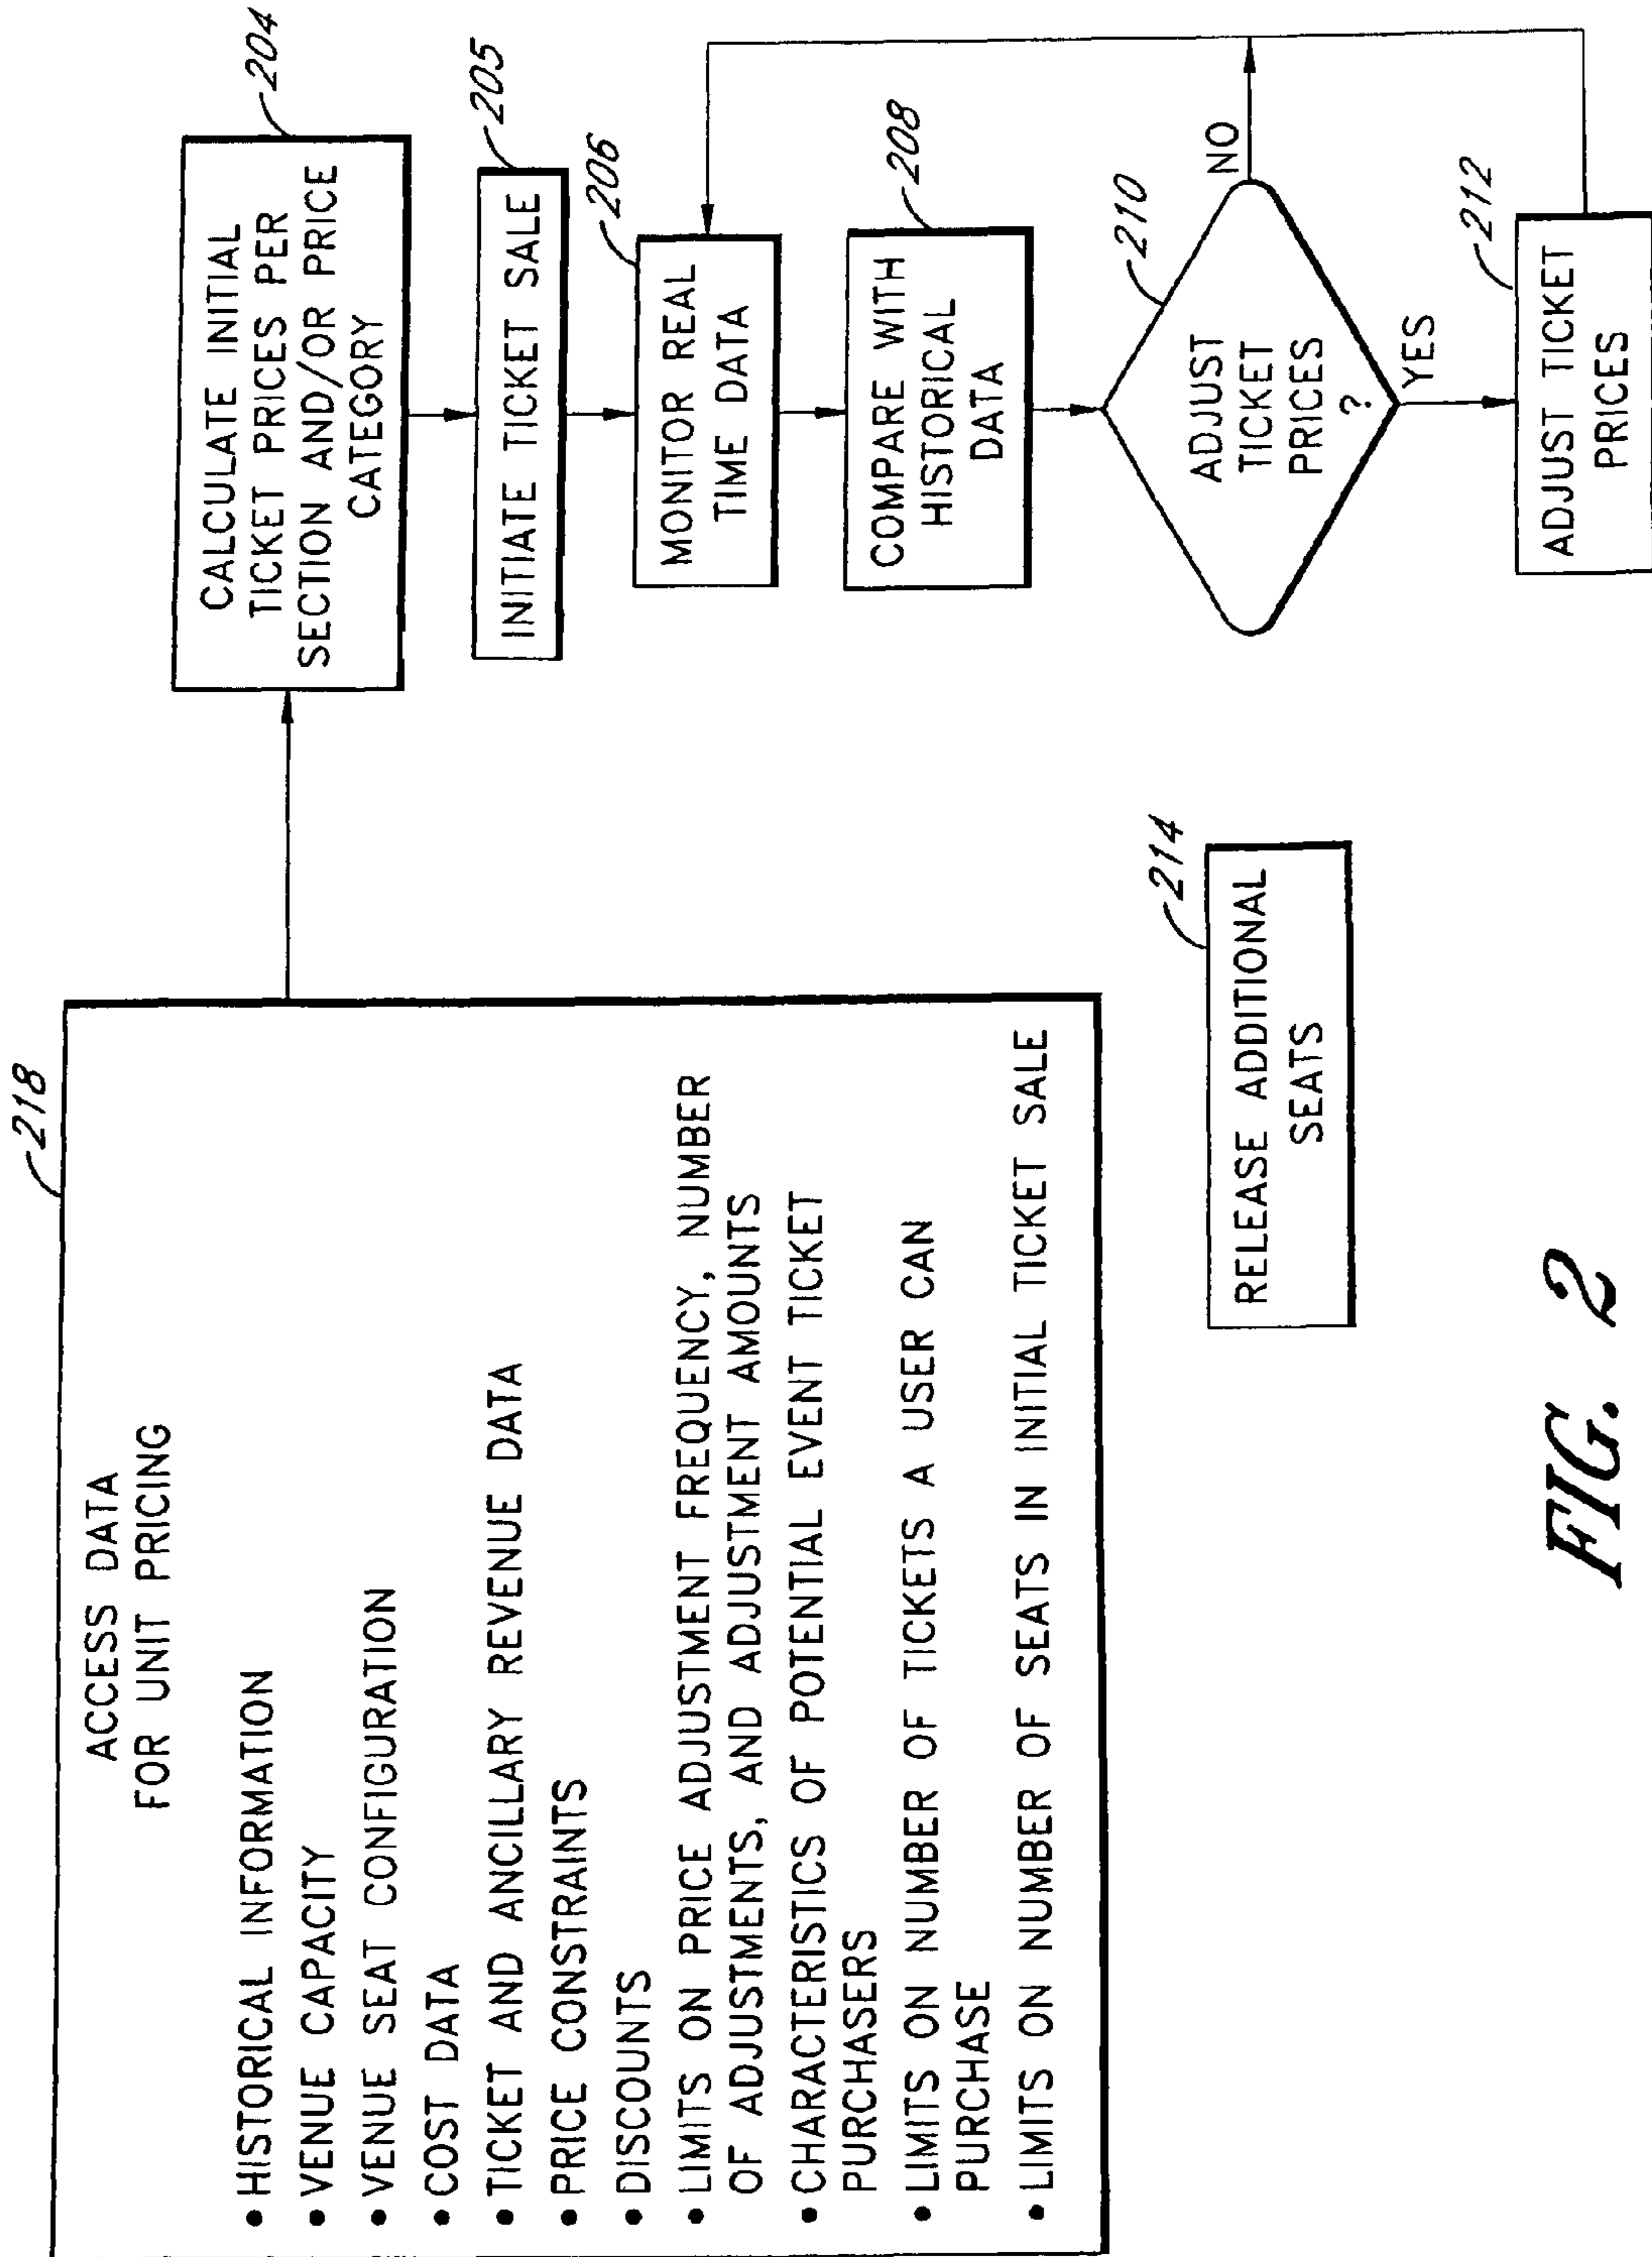 218
ACCESS DATA
FOR UNIT PRICING
• HISTORICAL INFORMATION
• VENUE CAPACITY
• VENUE SEAT CONFIGURATION
• COST DATA
• TICKET AND ANCILLARY REVENUE DATA
• PRICE CONSTRAINTS
• DISCOUNTS
• LIMITS ON PRICE ADJUSTMENT FREQUENCY, NUMBER
OF ADJUSTMENTS, AND ADJUSTMENT AMOUNTS
• CHARACTERISTICS OF POTENTIAL EVENT TICKET
PURCHASERS
• LIMITS ON NUMBER OF TICKETS A USER CAN
PURCHASE
• LIMITS ON NUMBER OF SEATS IN INITIAL TICKET SALE
204
CALCULATE INITIAL
TICKET PRICES PER
SECTION AND/OR PRICE
CATEGORY
205
INITIATE TICKET SALE
206
MONITOR REAL
TIME DATA
208
COMPARE WITH
HISTORICAL
DATA
210
ADJUST
TICKET
PRICES
?
NO
YES
212
ADJUST TICKET
PRICES
214
RELEASE ADDITIONAL
SEATS
FIG. 2